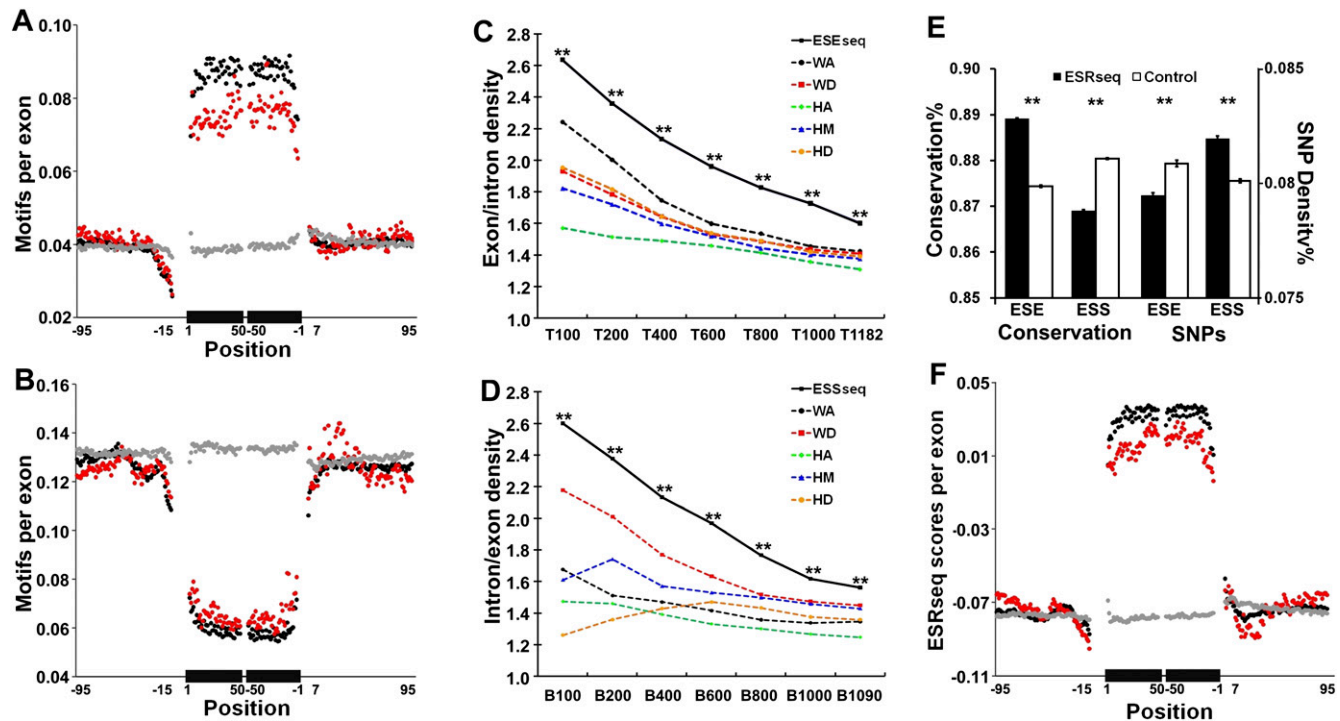 A
Motifs per exon
0.10
0.08
0.06
0.04
0.02
-95
-15
1
50
-50
-1
7
95
Position
B
Motifs per exon
0.16
0.14
0.12
0.10
0.08
0.06
0.04
-95
-15
1
50
-50
-1
7
95
Position
C
Exon/intron density
2.8
2.6
2.4
2.2
2.0
1.8
1.6
1.4
1.2
1.0
** ** ** ** ** ** **
ESEseq
WA
WD
HA
HM
HD
T100 T200 T400 T600 T800 T1000 T1182
D
Intron/exon density
2.8
2.6
2.4
2.2
2.0
1.8
1.6
1.4
1.2
1.0
** ** ** ** ** ** **
ESSseq
WA
WD
HA
HM
HD
B100 B200 B400 B600 B800 B1000 B1090
E
Conservation%
0.90
0.89
0.88
0.87
0.86
0.85
ESRseq Control
** ** ** **
0.085
0.08
0.075
SNP Density%
ESE ESS ESE ESS
Conservation SNPs
F
ESRseq scores per exon
0.05
0.01
-0.03
-0.07
-0.11
-95
-15
1
50
-50
-1
7
95
Position